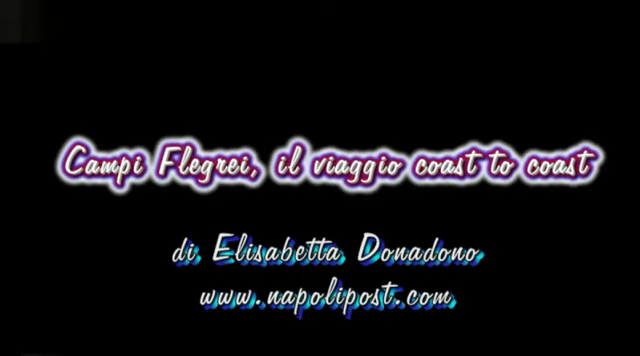 Campi Flegrei, il viaggio coast to coast
di Elisabetta Donadono
www.napolipost.com